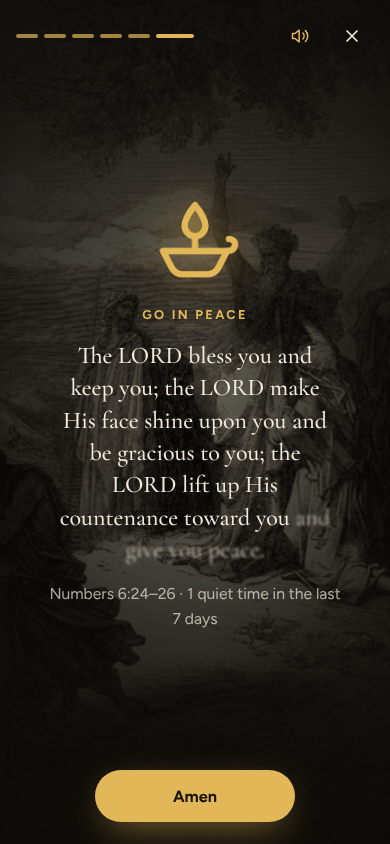 GO IN PEACE
The LORD bless you and
keep you; the LORD make
His face shine upon you and
be gracious to you; the
LORD lift up His
countenance toward you and
give you peace.
Numbers 6:24–26 · 1 quiet time in the last
7 days
Amen